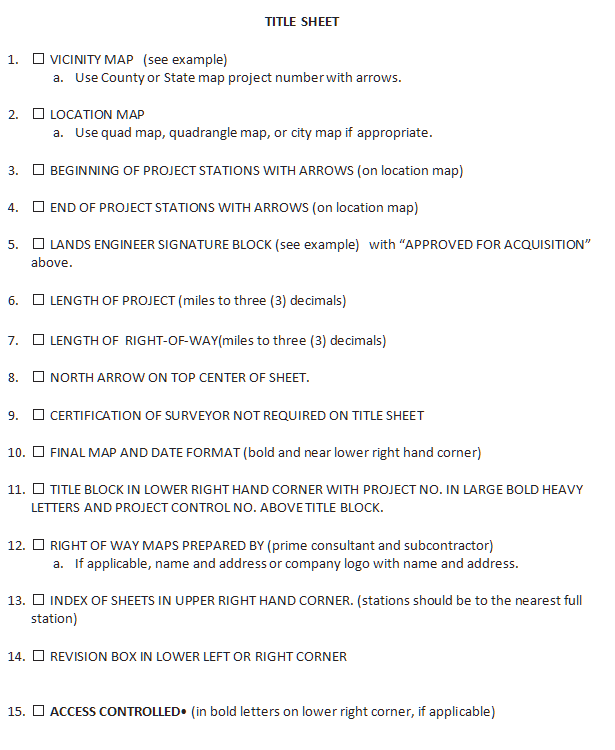 TITLE SHEET
1. ☐ VICINITY MAP (see example)
a. Use County or State map project number with arrows.
2. ☐ LOCATION MAP
a. Use quad map, quadrangle map, or city map if appropriate.
3. ☐ BEGINNING OF PROJECT STATIONS WITH ARROWS (on location map)
4. ☐ END OF PROJECT STATIONS WITH ARROWS (on location map)
5. ☐ LANDS ENGINEER SIGNATURE BLOCK (see example) with “APPROVED FOR ACQUISITION”
above.
6. ☐ LENGTH OF PROJECT (miles to three (3) decimals)
7. ☐ LENGTH OF RIGHT-OF-WAY(miles to three (3) decimals)
8. ☐ NORTH ARROW ON TOP CENTER OF SHEET.
9. ☐ CERTIFICATION OF SURVEYOR NOT REQUIRED ON TITLE SHEET
10. ☐ FINAL MAP AND DATE FORMAT (bold and near lower right hand corner)
11. ☐ TITLE BLOCK IN LOWER RIGHT HAND CORNER WITH PROJECT NO. IN LARGE BOLD HEAVY
LETTERS AND PROJECT CONTROL NO. ABOVE TITLE BLOCK.
12. ☐ RIGHT OF WAY MAPS PREPARED BY (prime consultant and subcontractor)
a. If applicable, name and address or company logo with name and address.
13. ☐ INDEX OF SHEETS IN UPPER RIGHT HAND CORNER. (stations should be to the nearest full
station)
14. ☐ REVISION BOX IN LOWER LEFT OR RIGHT CORNER
15. ☐ ACCESS CONTROLLED• (in bold letters on lower right corner, if applicable)